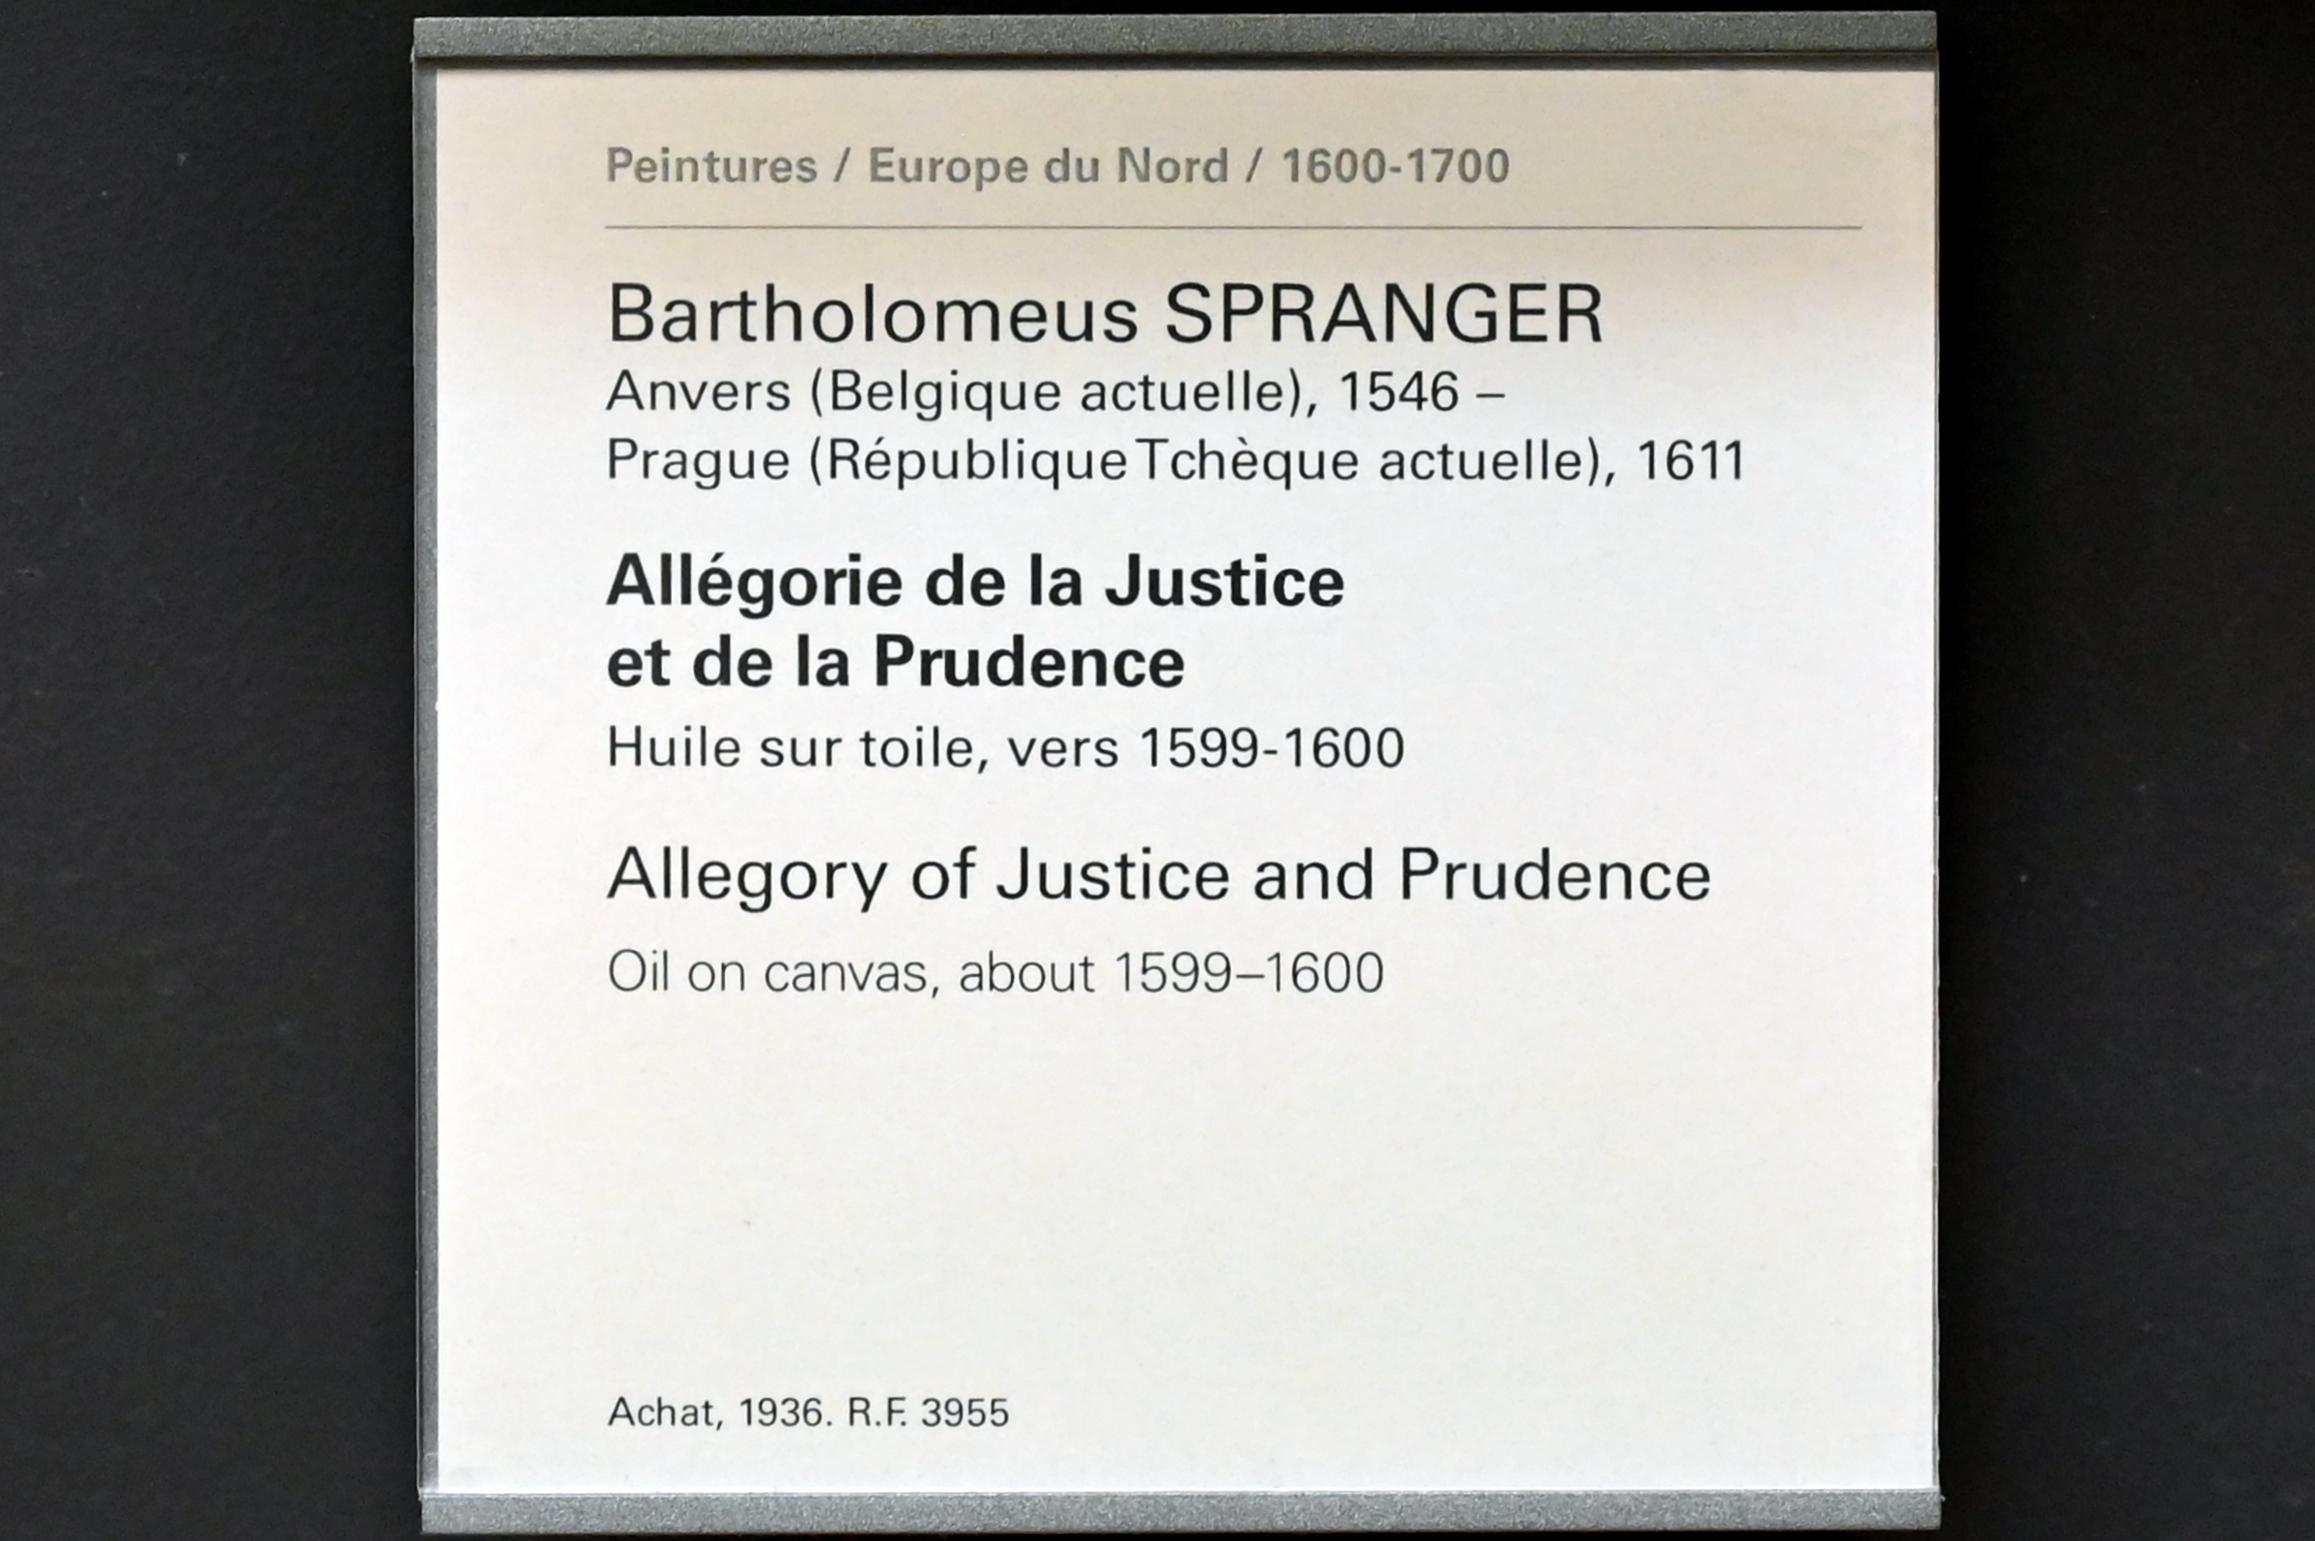 Peintures / Europe du Nord / 1600-1700
Bartholomeus SPRANGER
Anvers (Belgique actuelle), 1546 –
Prague (République Tchèque actuelle), 1611
Allégorie de la Justice
et de la Prudence
Huile sur toile, vers 1599-1600
Allegory of Justice and Prudence
Oil on canvas, about 1599–1600
Achat, 1936. R.F. 3955